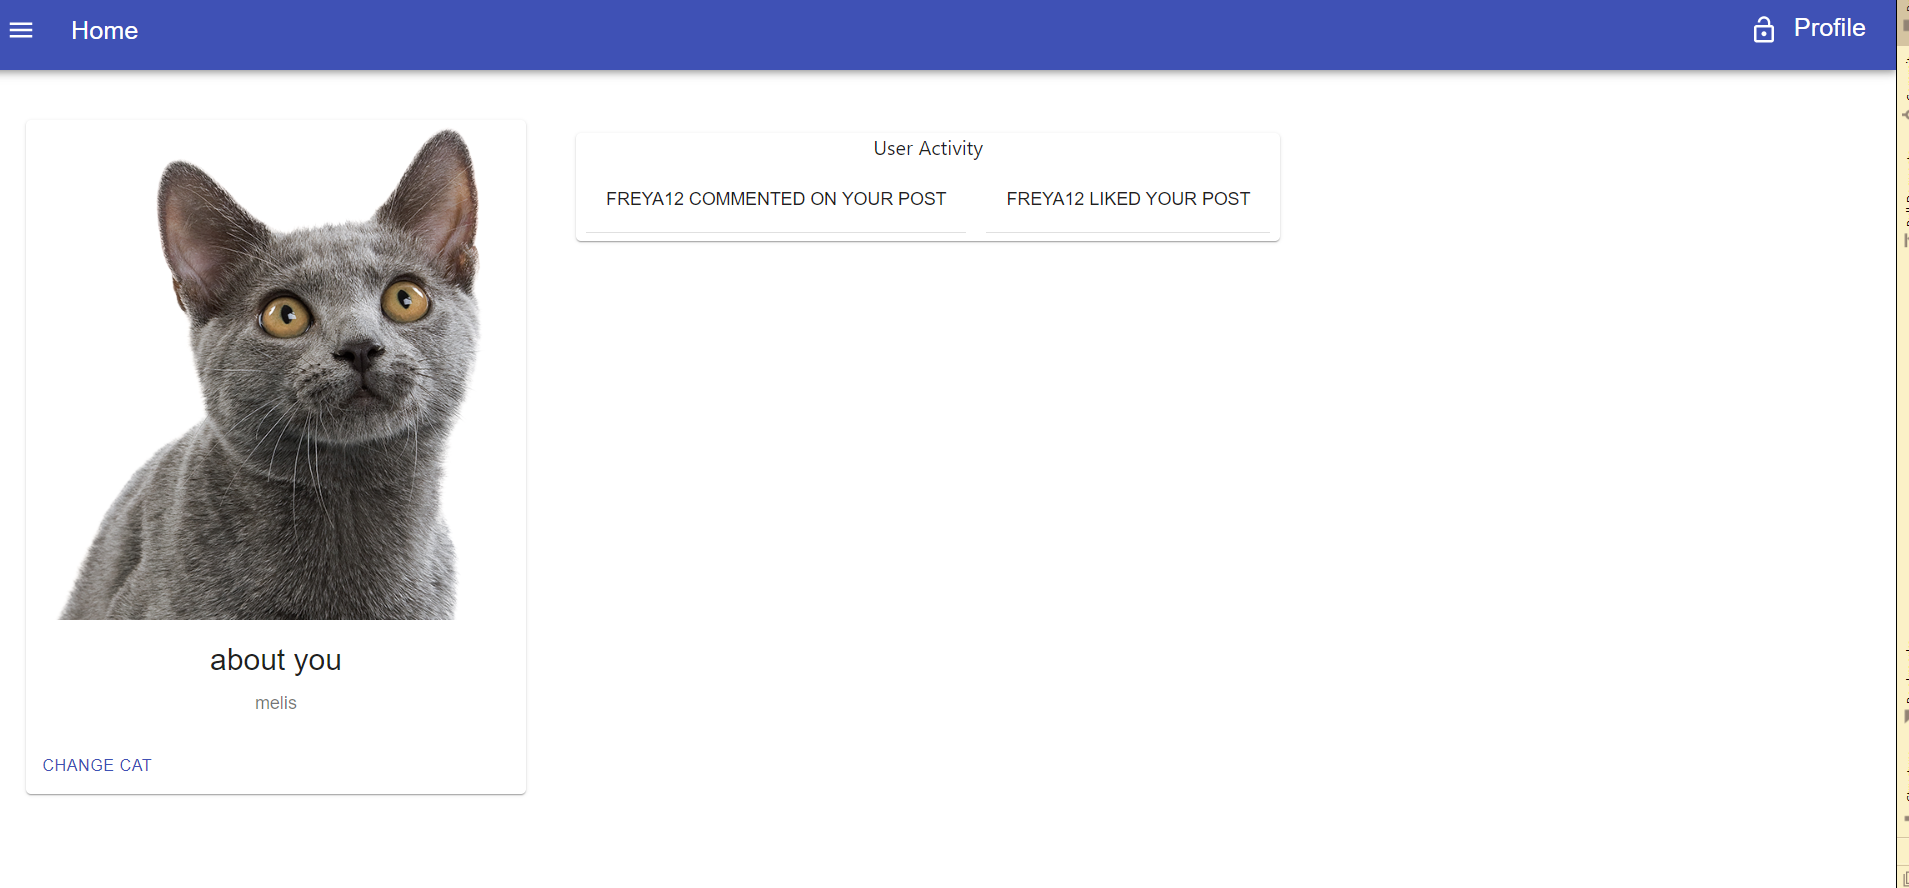 Home
Profile
User Activity
FREYA12 COMMENTED ON YOUR POST
FREYA12 LIKED YOUR POST
about you
melis
CHANGE CAT